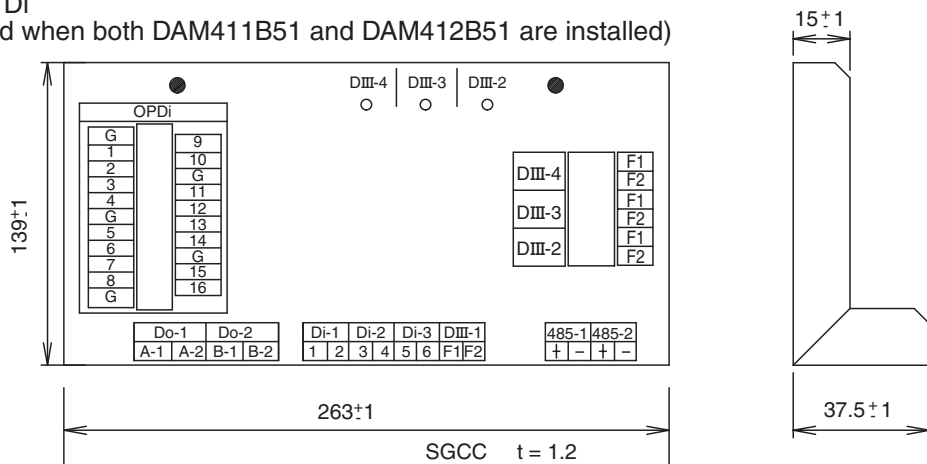 Di
d when both DAM411B51 and DAM412B51 are installed)
15±1
DIII-4 DIII-3 DIII-2
OPDi
G
1
2
3
4
G
5
6
7
8
G
9
10
G
11
12
13
14
G
15
16
DIII-4
DIII-3
DIII-2
F1
F2
F1
F2
F1
F2
139±1
Do-1 Do-2
A-1 A-2 B-1 B-2
Di-1 Di-2 Di-3 DIII-1
1 2 3 4 5 6 F1 F2
485-1 485-2
+ − + −
263±1
37.5±1
SGCC t = 1.2